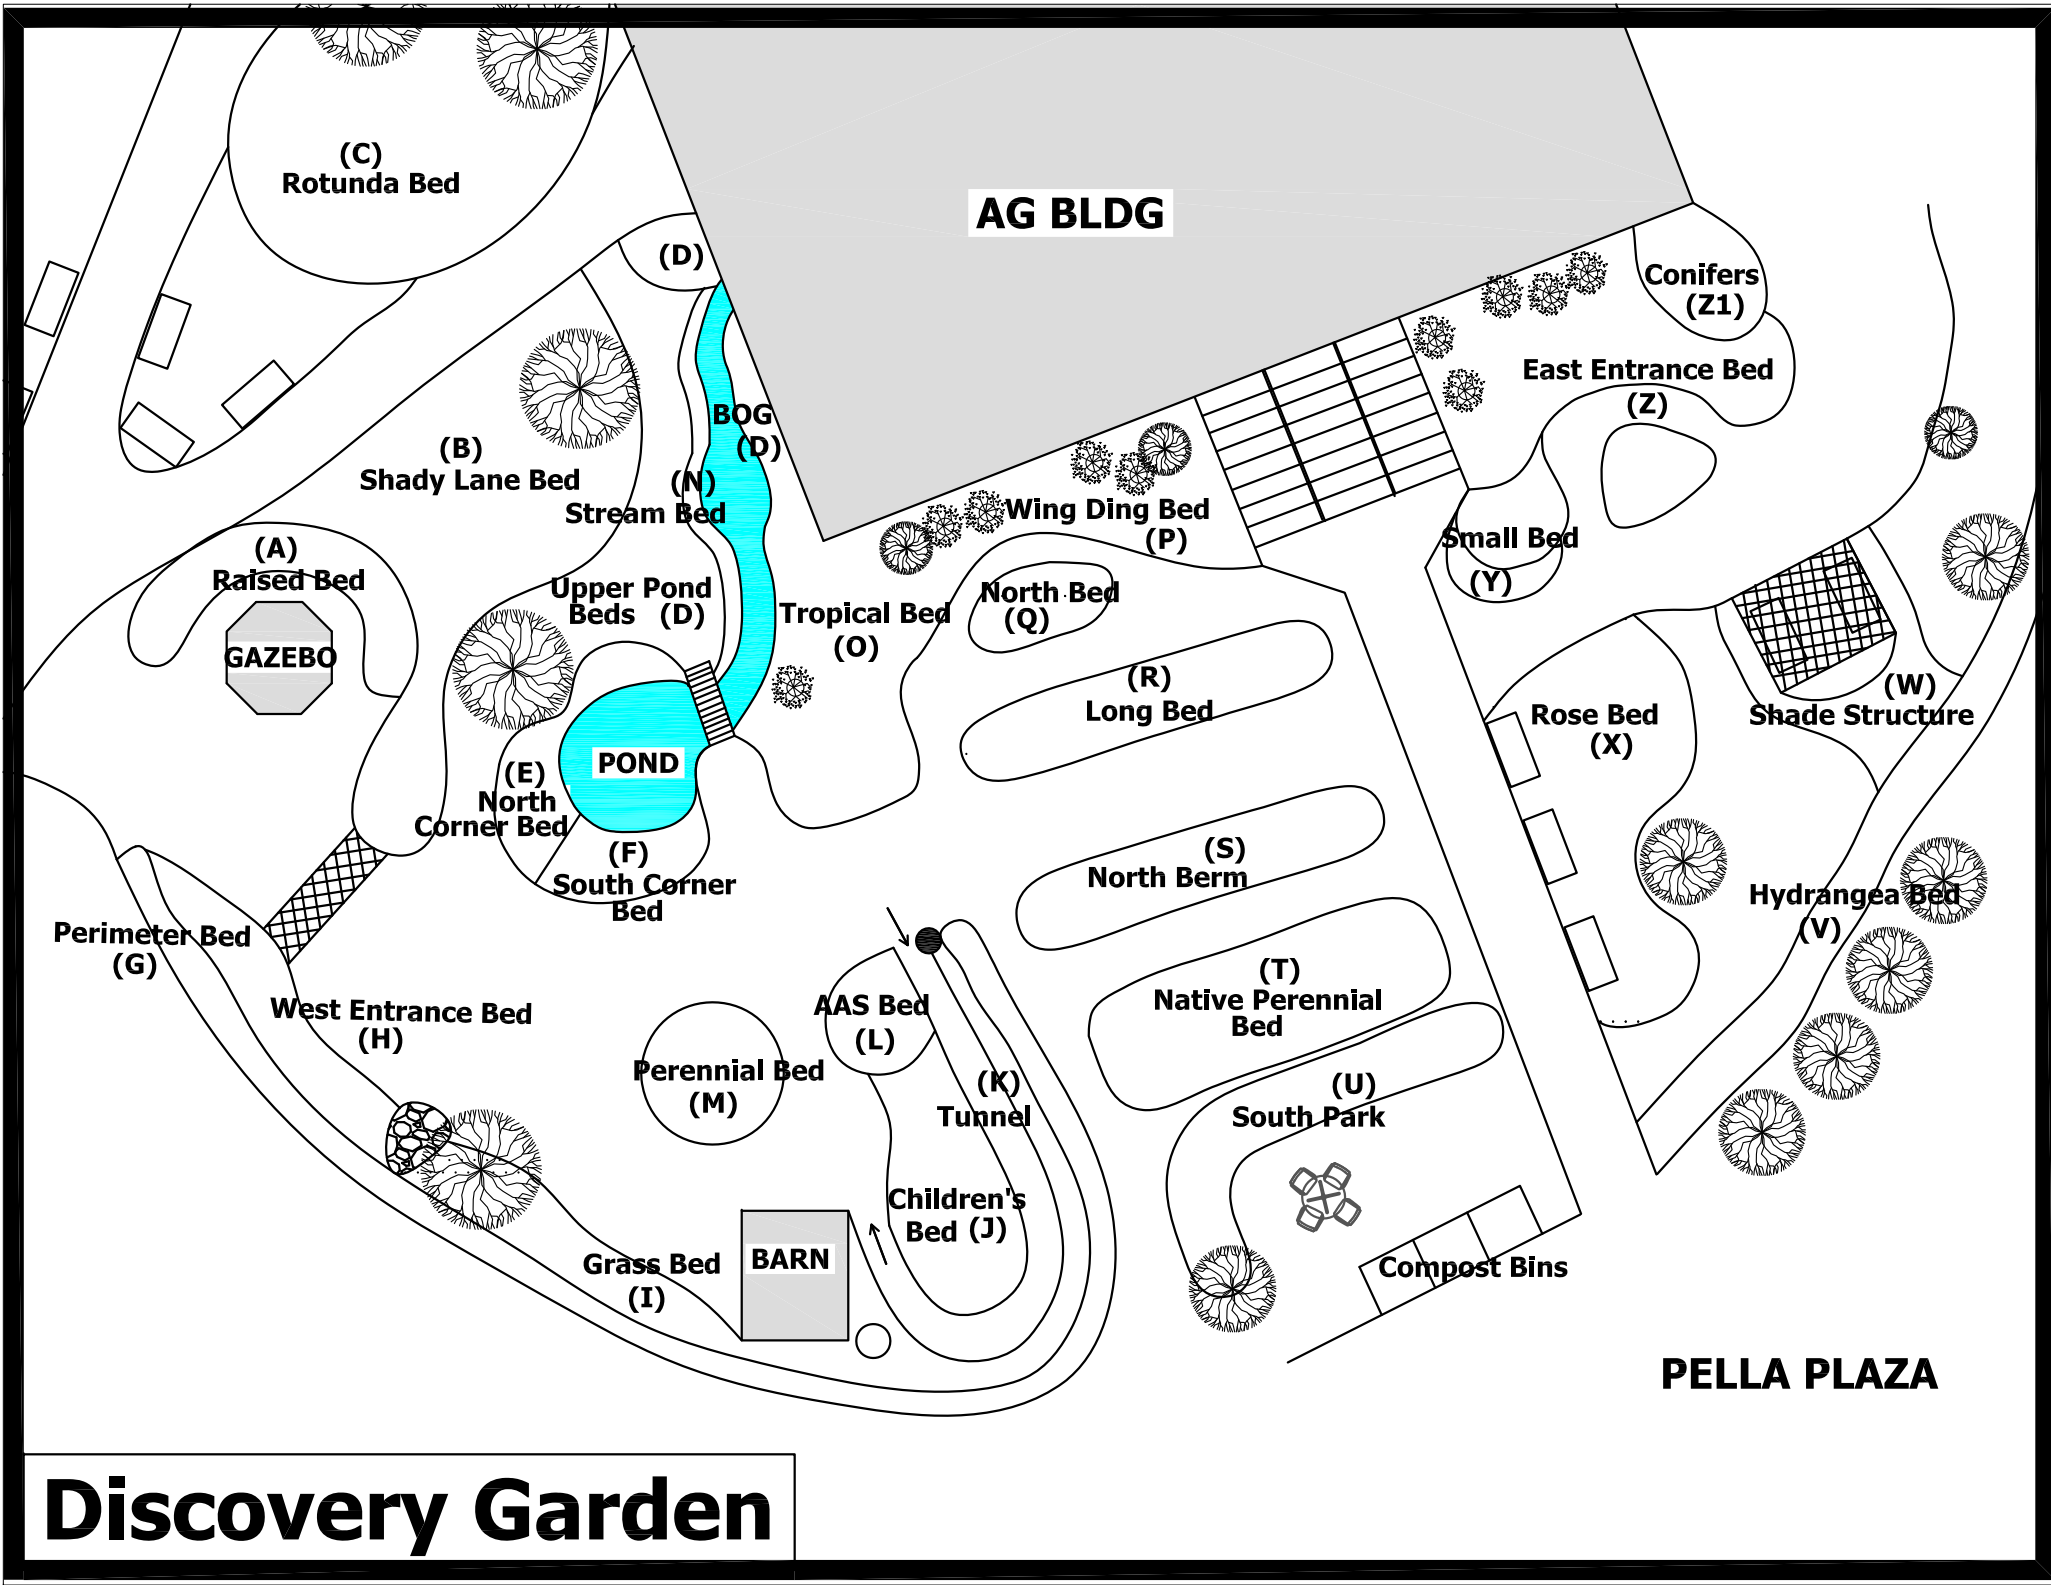 (C)
Rotunda Bed
AG BLDG
(D)
Conifers
(Z1)
East Entrance Bed
(Z)
BOG
(D)
(B)
Shady Lane Bed
(N)
Stream Bed
Wing Ding Bed
(P)
Small Bed
(Y)
(A)
Raised Bed
GAZEBO
Upper Pond
Beds (D)
Tropical Bed
(O)
North Bed
(Q)
(R)
Long Bed
Rose Bed
(X)
(W)
Shade Structure
POND
(E)
North
Corner Bed
(F)
South Corner
Bed
(S)
North Berm
Hydrangea Bed
(V)
Perimeter Bed
(G)
West Entrance Bed
(H)
AAS Bed
(L)
(T)
Native Perennial
Bed
Perennial Bed
(M)
(K)
Tunnel
(U)
South Park
Children's
Bed (J)
Grass Bed
(I)
BARN
Compost Bins
PELLA PLAZA
Discovery Garden